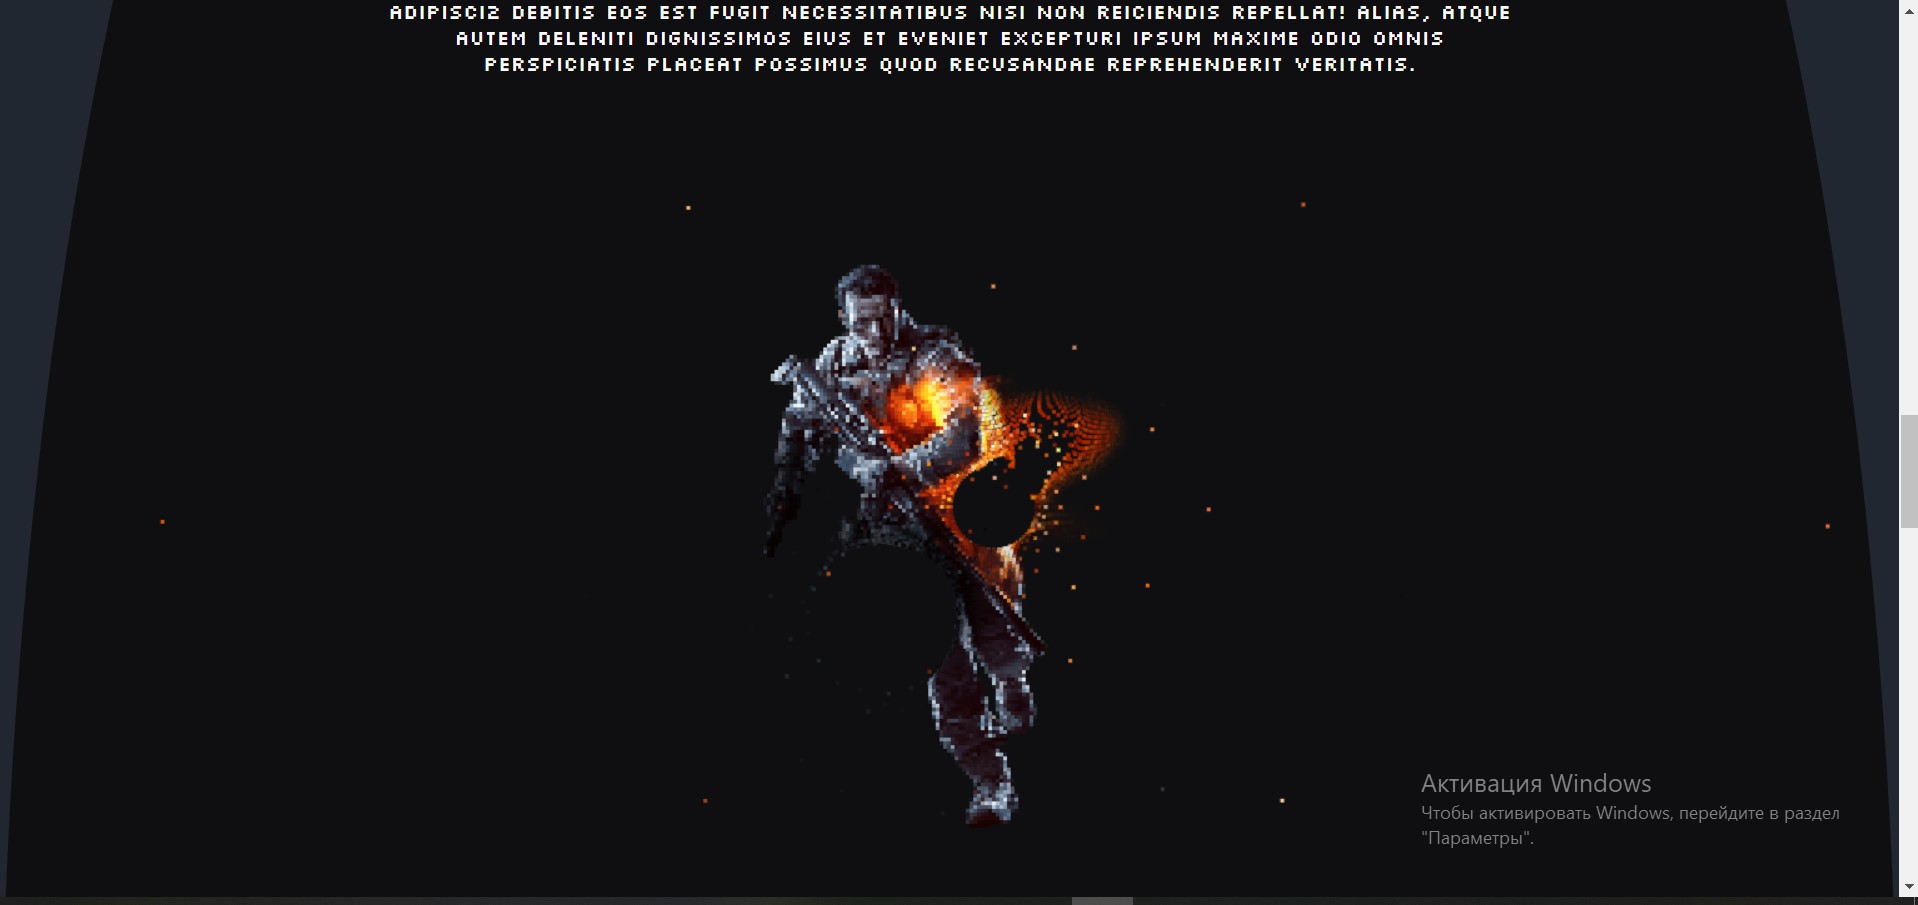 ADIPISCI2 DEBITIS EOS EST FUGIT NECESSITATIBUS NISI NON REICIENDIS REPELLAT! ALIAS, ATQUE
AUTEM DELENITI DIGNISSIMOS EIUS ET EVENIET EXCEPTURI IPSUM MAXIME ODIO OMNIS
PERSPICIATIS PLACEAT POSSIMUS QUOD RECUSANDAE REPREHENDERIT VERITATIS.
Активация Windows
Чтобы активировать Windows, перейдите в раздел
"Параметры".